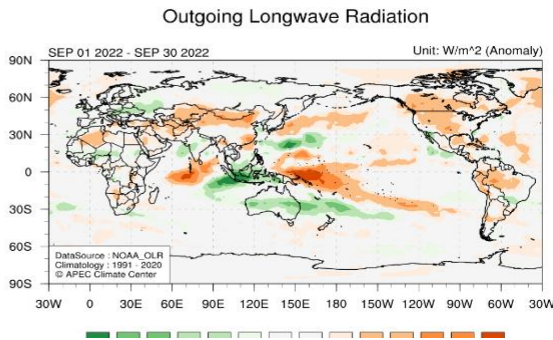 Outgoing Longwave Radiation
SEP 01 2022 - SEP 30 2022 Unit: W/m^2 (Anomaly)
90N
60N
30N
0
30S
60S
90S
DataSource : NOAA_OLR
Climatology : 1991 - 2020
© APEC Climate Center
30W 0 30E 60E 90E 120E 150E 180 150W 120W 90W 60W 30W